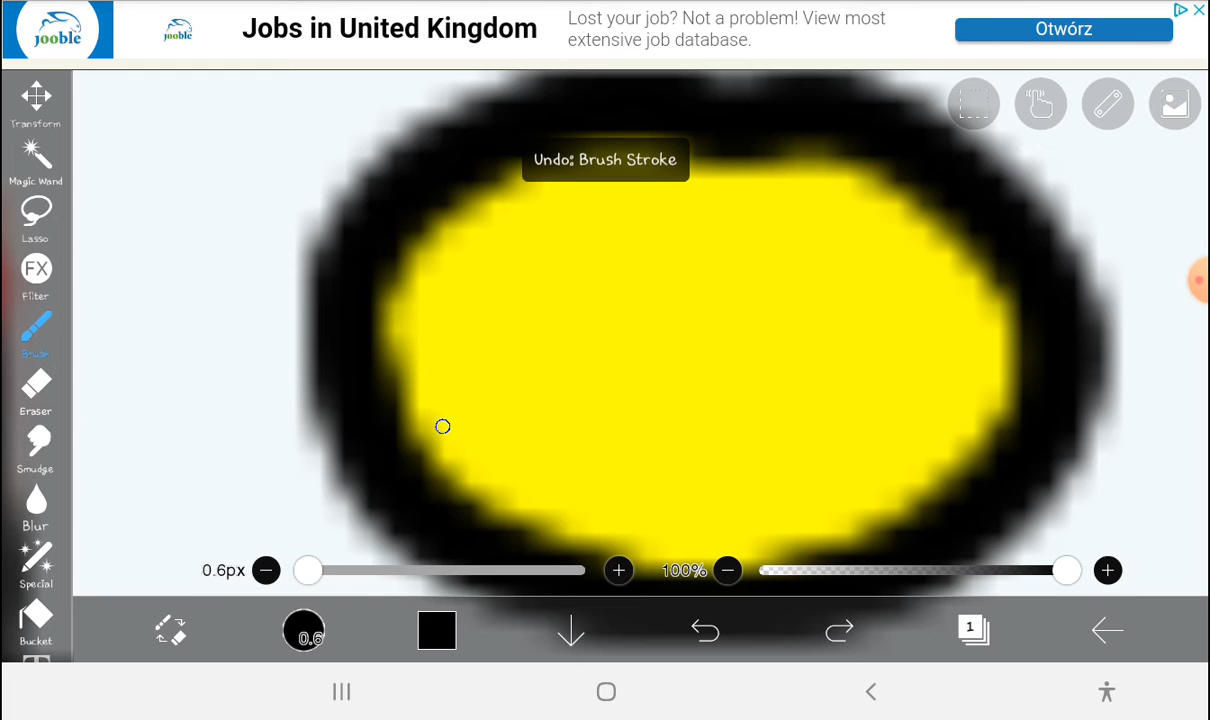 jooble
jooble
Jobs in United Kingdom
Lost your job? Not a problem! View most
extensive job database.
Otwórz
Transform
Magic Wand
Lasso
FX
Filter
Brush
Eraser
Smudge
Blur
Special
Bucket
Undo: Brush Stroke
0.6px
100%
0.6
1